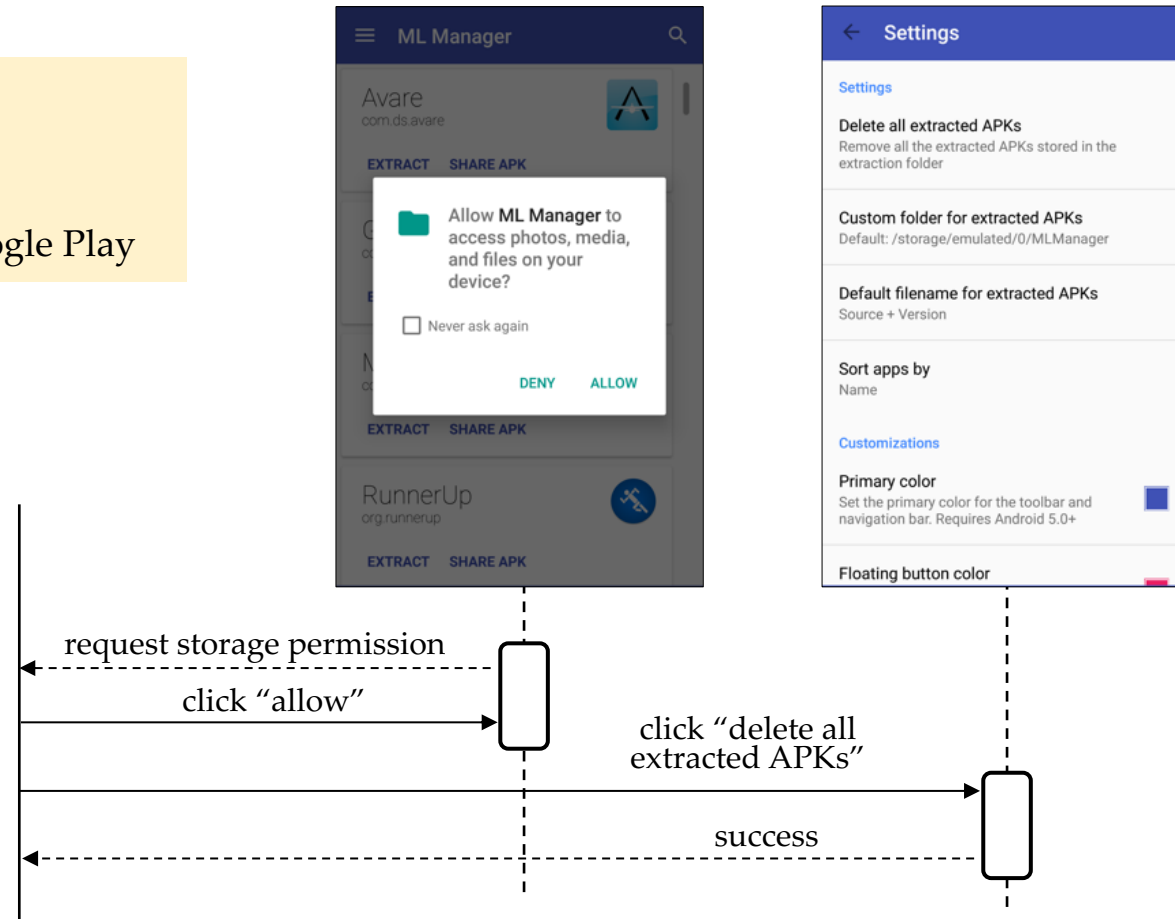 ogle Play
ML Manager
Avare
com.ds.avare
EXTRACT SHARE APK
Allow ML Manager to
access photos, media,
and files on your
device?
Never ask again
DENY ALLOW
EXTRACT SHARE APK
RunnerUp
org.runnerup
EXTRACT SHARE APK
Settings
Settings
Delete all extracted APKs
Remove all the extracted APKs stored in the
extraction folder
Custom folder for extracted APKs
Default: /storage/emulated/0/MLManager
Default filename for extracted APKs
Source + Version
Sort apps by
Name
Customizations
Primary color
Set the primary color for the toolbar and
navigation bar. Requires Android 5.0+
Floating button color
request storage permission
click “allow”
click “delete all
extracted APKs”
success